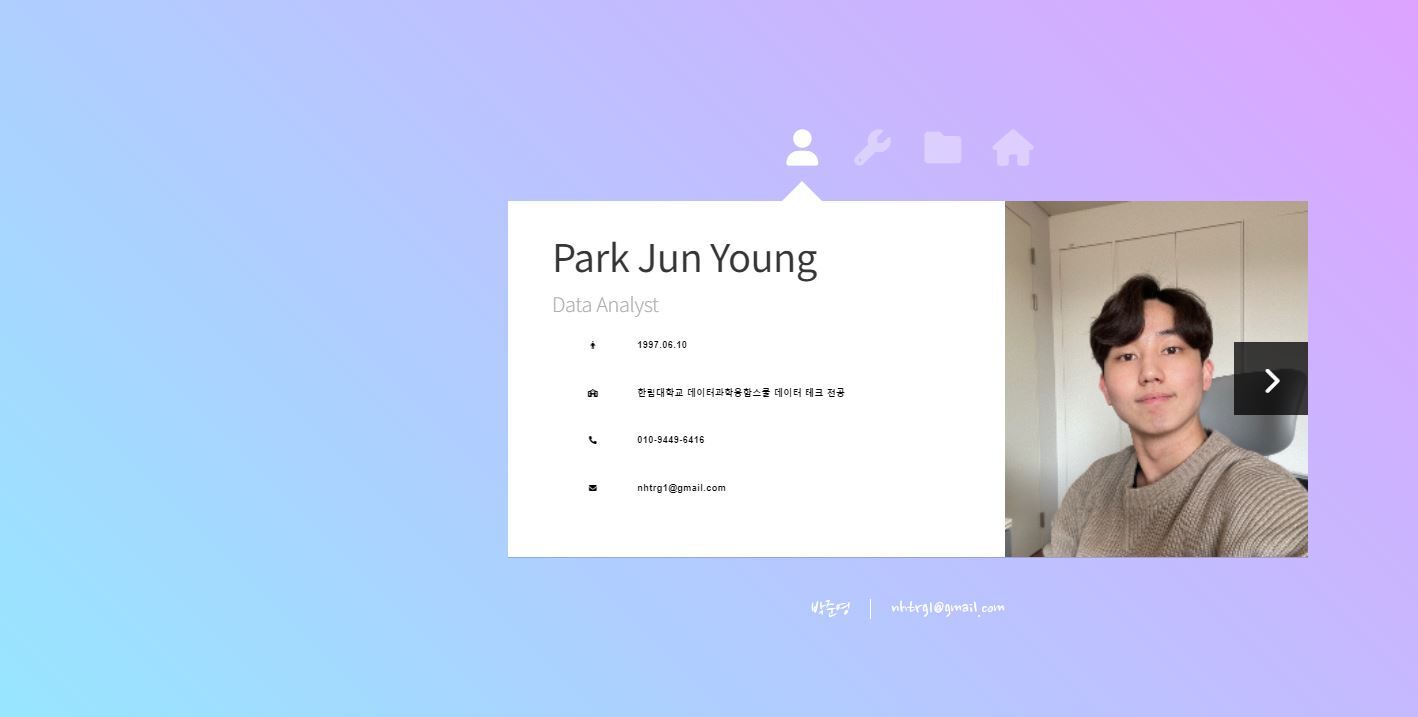 Park Jun Young
Data Analyst
1997.06.10
한림대학교 데이터과학융합스쿨 데이터 테크 전공
010-9449-6416
nhtrg1@gmail.com
박준영 | nhtrg1@gmail.com